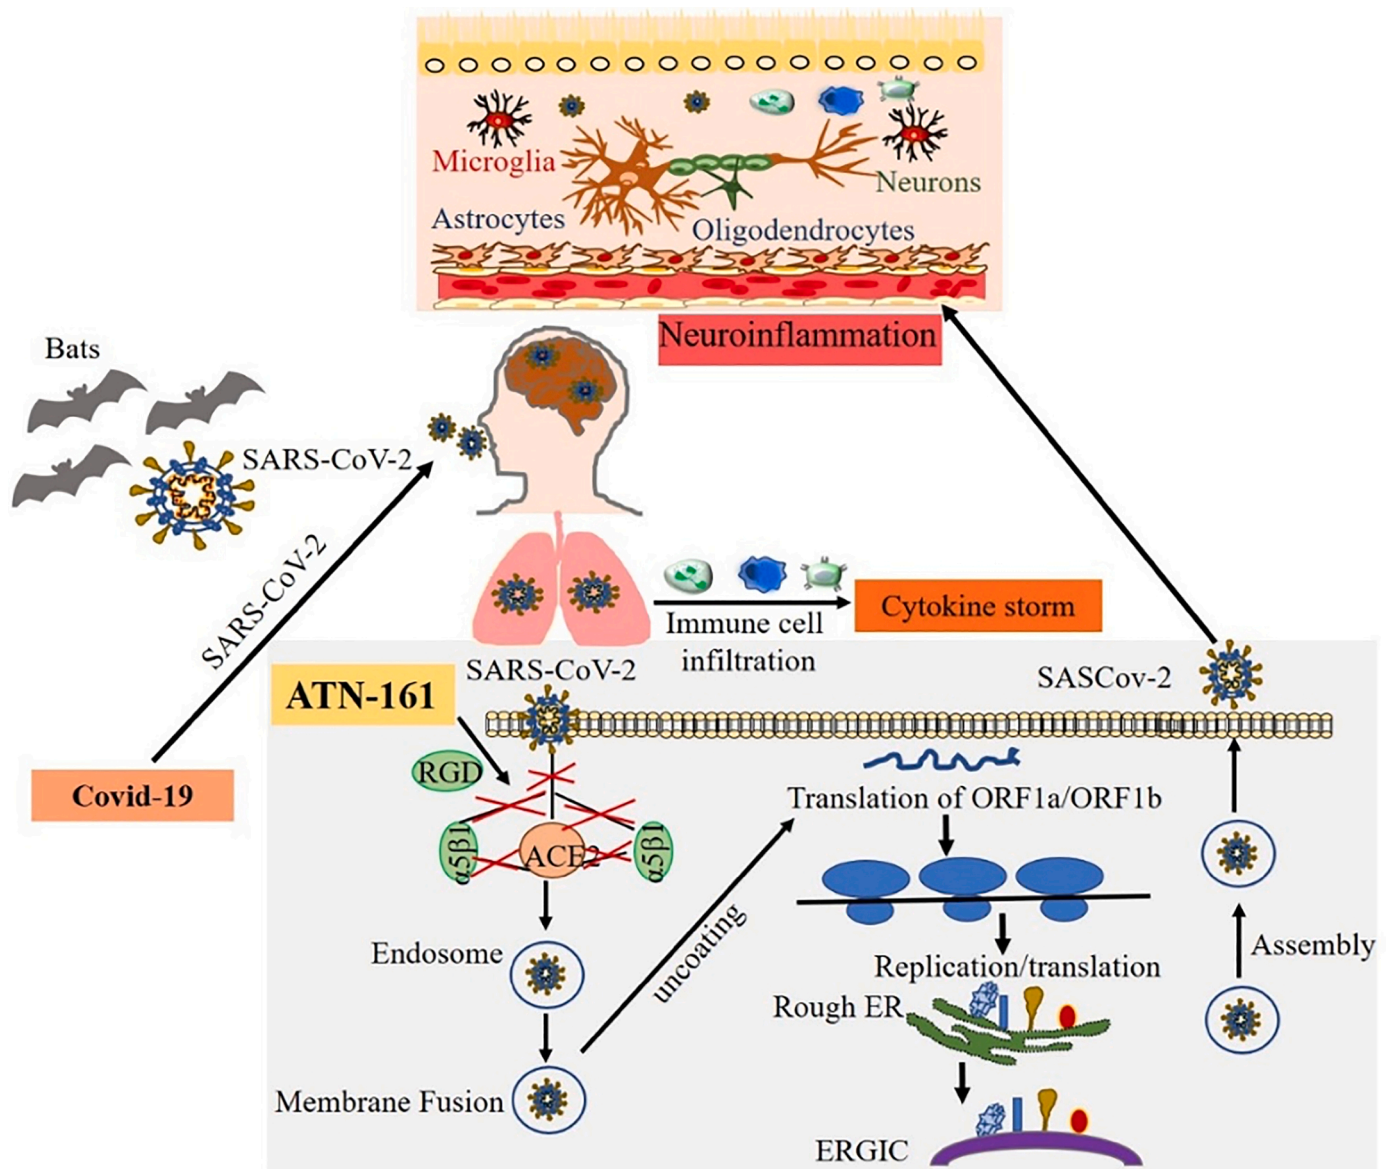 Microglia
Neurons
Astrocytes
Oligodendrocytes
Neuroinflammation
Bats
SARS-CoV-2
SARS-CoV-2
Immune cell
infiltration
Cytokine storm
Covid-19
SARS-CoV-2
ATN-161
RGD
α5β1
ACE2
α5β1
Endosome
Membrane Fusion
uncoating
SASCov-2
Translation of ORF1a/ORF1b
Replication/translation
Rough ER
ERGIC
Assembly